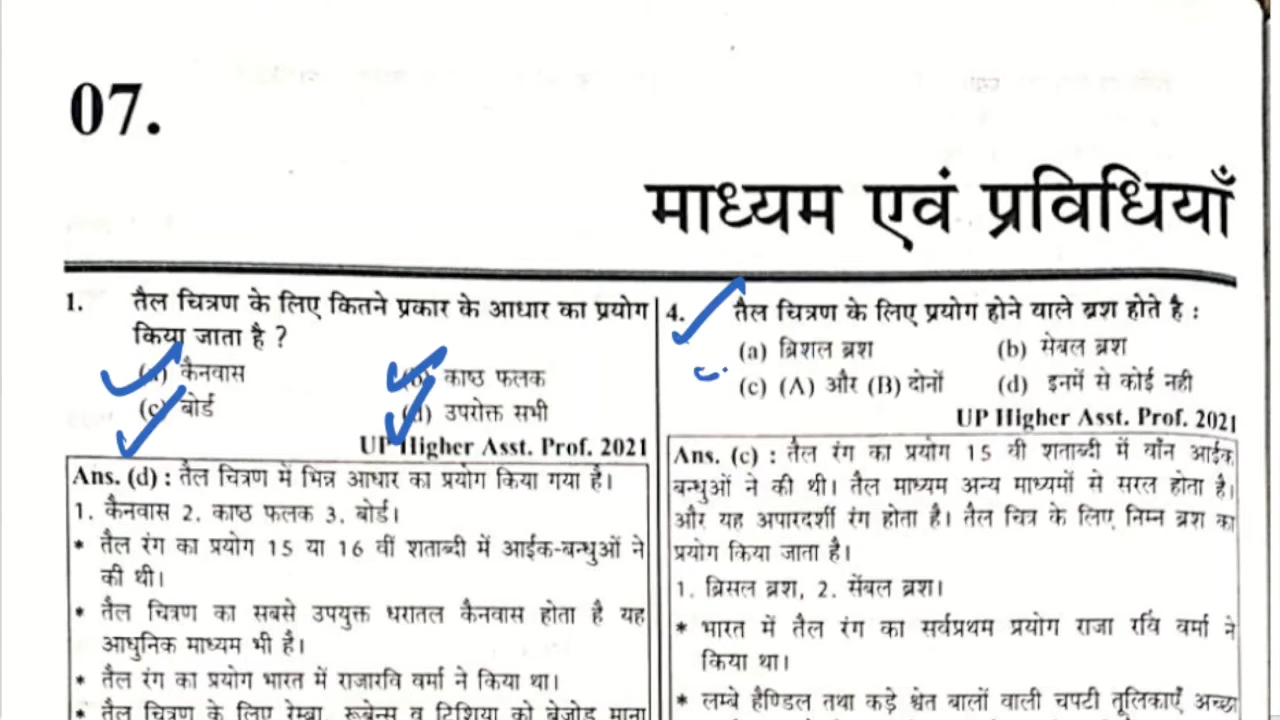 07.
माध्यम एवं प्रविधियाँ
1. तैल चित्रण के लिए कितने प्रकार के आधार का प्रयोग
किया जाता है ?
(a) कैनवास (b) काष्ठ फलक
(c) बोर्ड (d) उपरोक्त सभी
UP Higher Asst. Prof. 2021
Ans. (d) : तैल चित्रण में भिन्न आधार का प्रयोग किया गया है।
1. कैनवास 2. काष्ठ फलक 3. बोर्ड।
* तैल रंग का प्रयोग 15 या 16 वीं शताब्दी में आईक-बन्धुओं ने
की थी।
* तैल चित्रण का सबसे उपयुक्त धरातल कैनवास होता है यह
आधुनिक माध्यम भी है।
* तैल रंग का प्रयोग भारत में राजारवि वर्मा ने किया था।
* तैल चित्रण के लिए रेम्ब्रा, रूबेन्स व टिशिया को बेजोड़ माना
4. तैल चित्रण के लिए प्रयोग होने वाले ब्रश होते है :
(a) ब्रिशल ब्रश (b) सेबल ब्रश
(c) (A) और (B) दोनों (d) इनमें से कोई नही
UP Higher Asst. Prof. 2021
Ans. (c) : तैल रंग का प्रयोग 15 वी शताब्दी में वॉन आईक
बन्धुओं ने की थी। तैल माध्यम अन्य माध्यमों से सरल होता है।
और यह अपारदर्शी रंग होता है। तैल चित्र के लिए निम्न ब्रश का
प्रयोग किया जाता है।
1. ब्रिसल ब्रश, 2. सेंबल ब्रश।
* भारत में तैल रंग का सर्वप्रथम प्रयोग राजा रवि वर्मा ने
किया था।
* लम्बे हैण्डिल तथा कड़े श्वेत बालों वाली चपटी तूलिकाएँ अच्छा